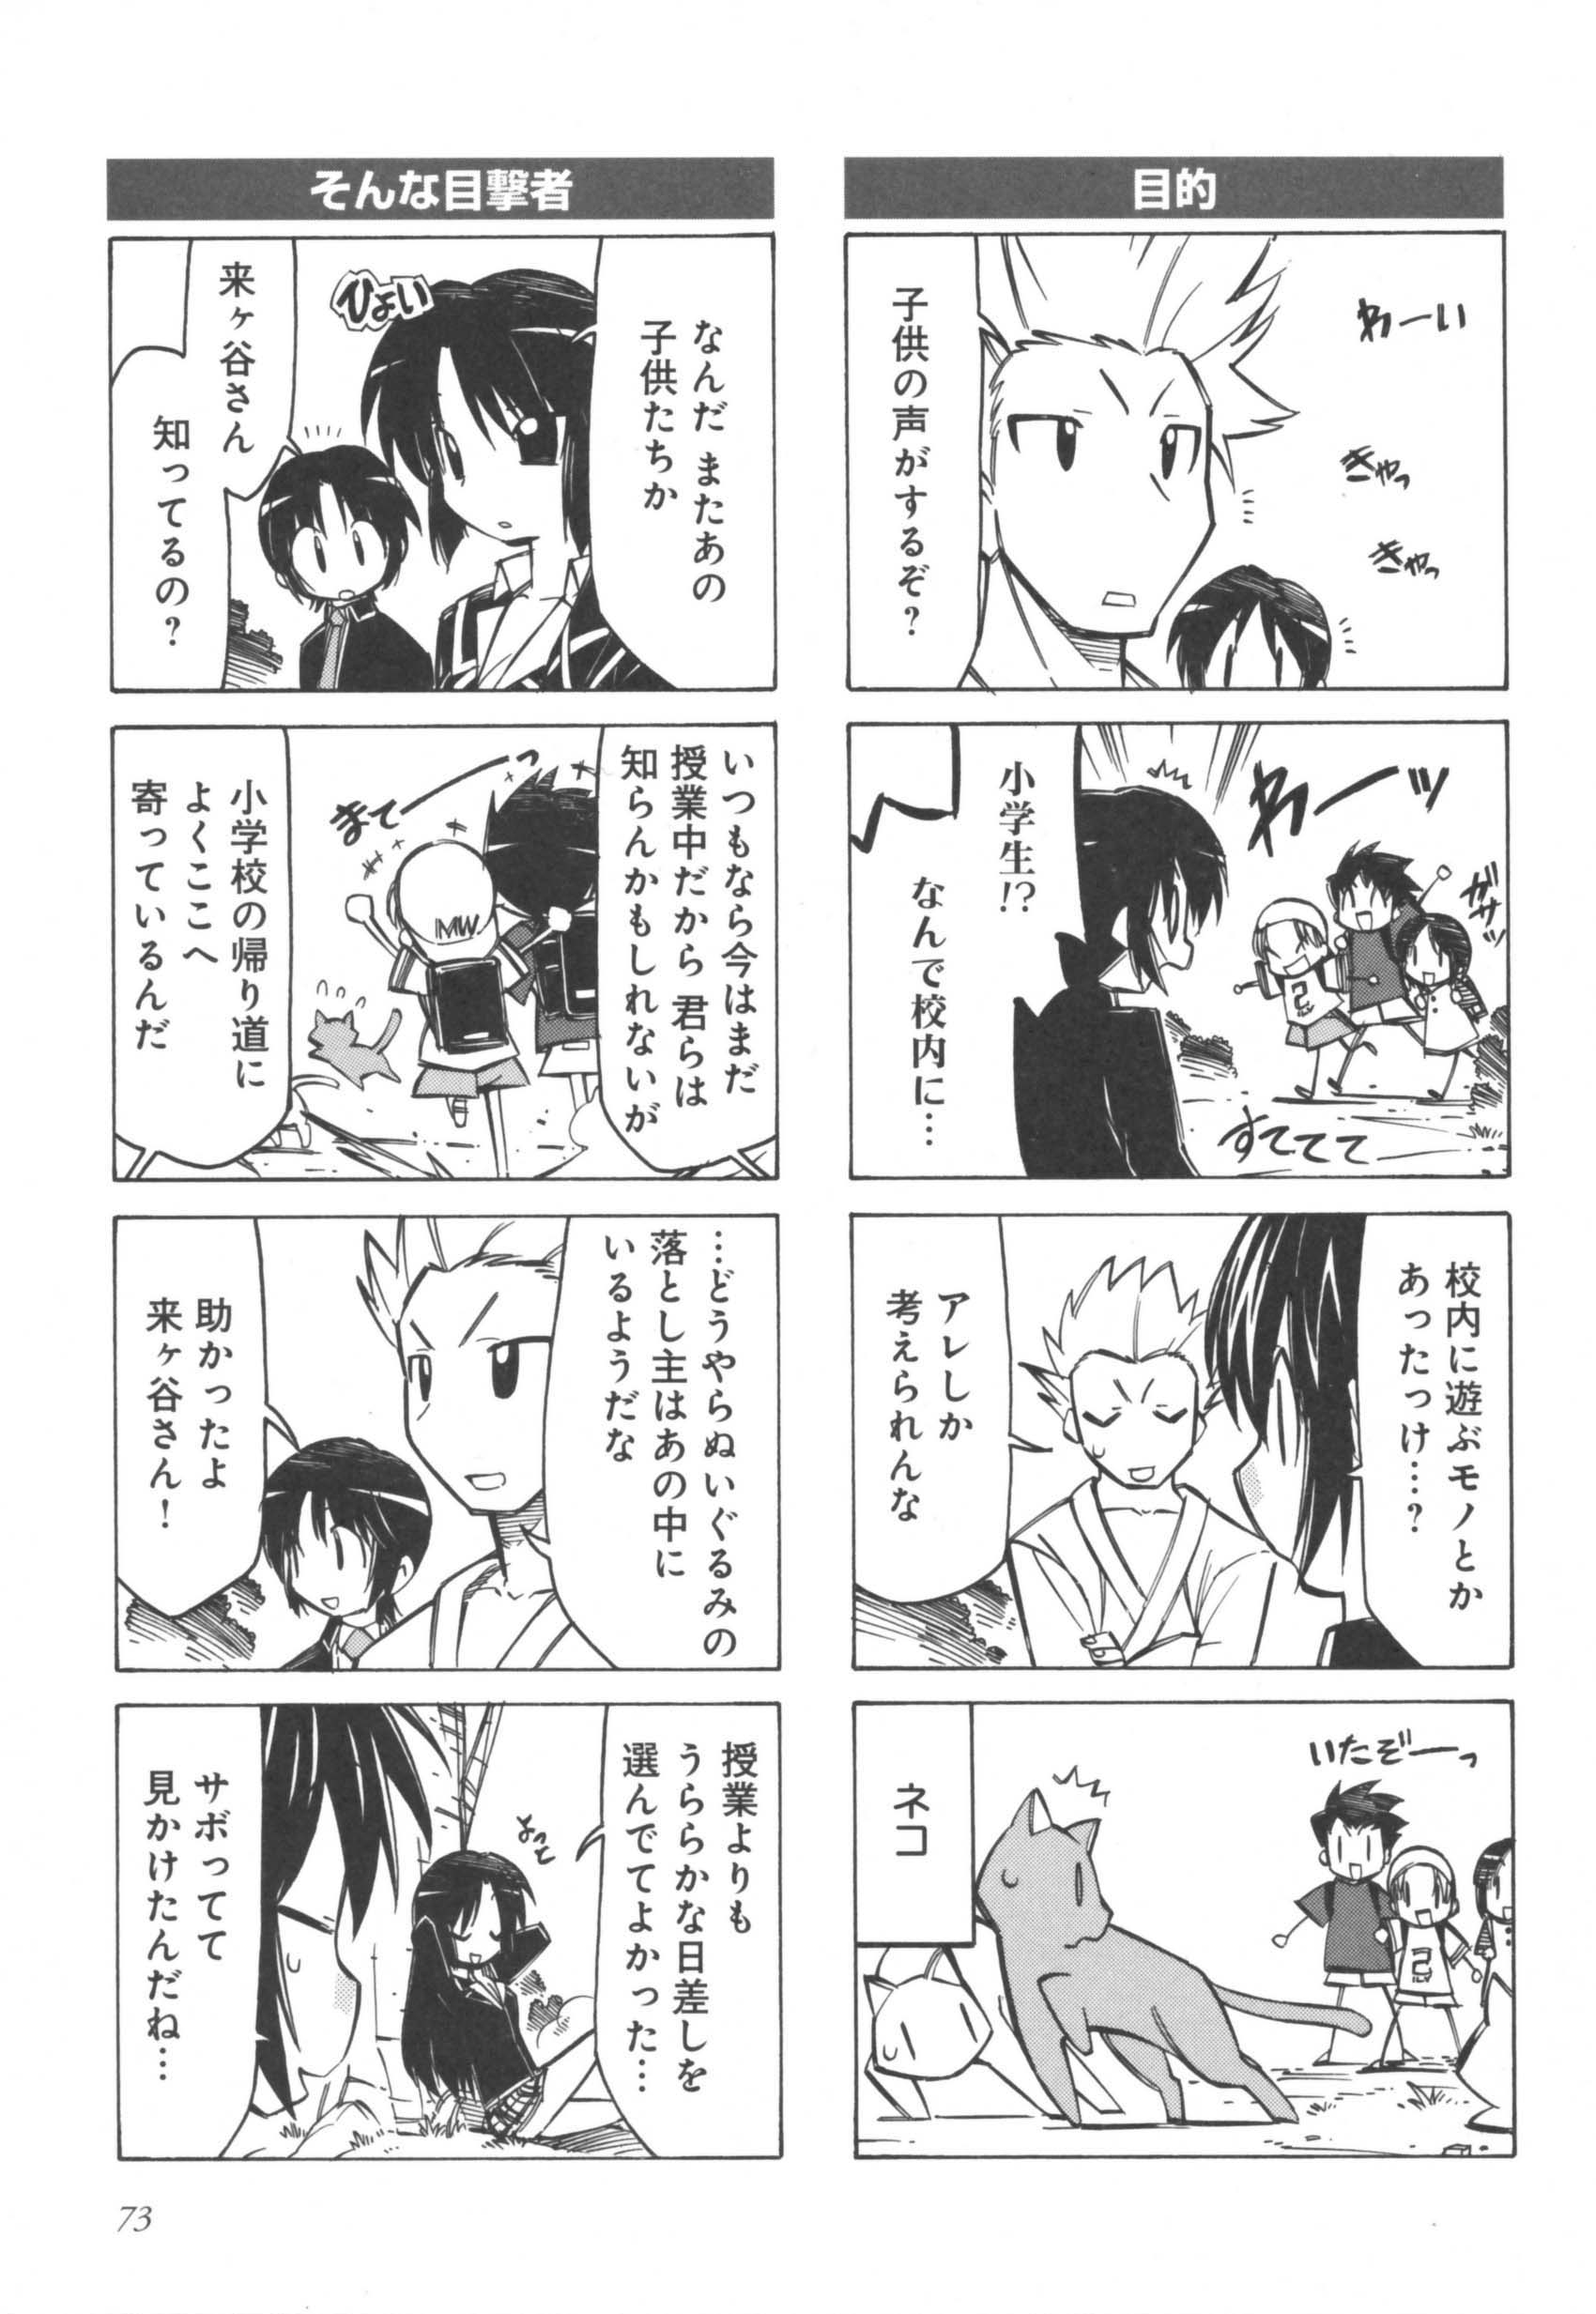 目的
わーい
きゃっ
きゃっ
子供の声がするぞ?
わーッ
ガサッ
小学生!?
なんで校内に…
すててて
校内に遊ぶモノとか
あったっけ…?
アレしか
考えられんな
いたぞーっ
ネコ
そんな目撃者
なんだ またあの
子供たちか
ひょい
来ヶ谷さん
知ってるの?
いつもなら今はまだ
授業中だから 君らは
知らんかもしれないが
まてーっ
MW
小学校の帰り道に
よくここへ
寄っているんだ
…どうやらぬいぐるみの
落とし主はあの中に
いるようだな
助かったよ
来ヶ谷さん!
授業よりも
うららかな日差しを
選んでてよかった…
よっと
サボってて
見かけたんだね…
73